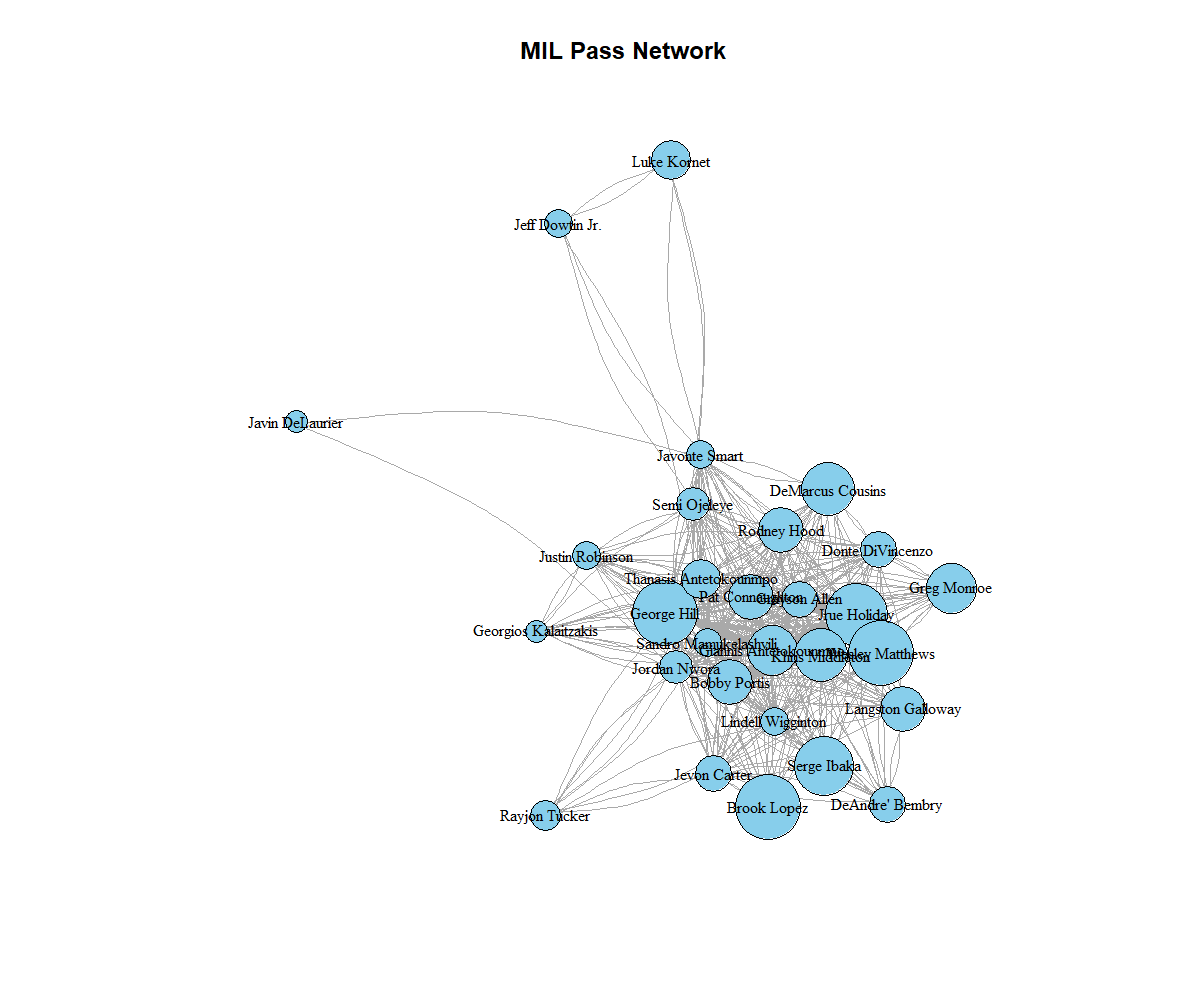 MIL Pass Network
Luke Kornet
Jeff Dowtin Jr.
Javin DeLaurier
Javonte Smart
DeMarcus Cousins
Semi Ojeleye
Rodney Hood
Donte DiVincenzo
Justin Robinson
Thanasis Antetokounmpo
Greg Monroe
Pat Connaughton
Grayson Allen
George Hill
Jrue Holiday
Georgios Kalaitzakis
Sandro Mamukelashvili
Giannis Antetokounmpo
Khris Middleton
Wesley Matthews
Jordan Nwora
Bobby Portis
Langston Galloway
Lindell Wigginton
Serge Ibaka
Jevon Carter
DeAndre' Bembry
Brook Lopez
Rayjon Tucker